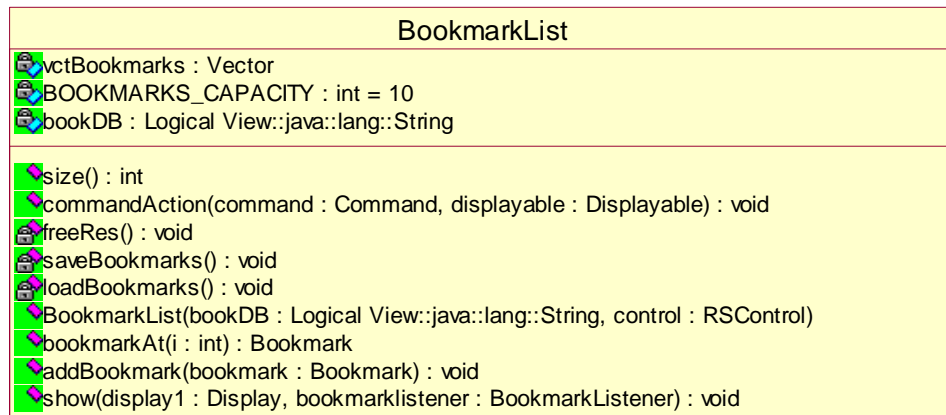 BookmarkList
vctBookmarks : Vector
BOOKMARKS_CAPACITY : int = 10
bookDB : Logical View::java::lang::String
size() : int
commandAction(command : Command, displayable : Displayable) : void
freeRes() : void
saveBookmarks() : void
loadBookmarks() : void
BookmarkList(bookDB : Logical View::java::lang::String, control : RSControl)
bookmarkAt(i : int) : Bookmark
addBookmark(bookmark : Bookmark) : void
show(display1 : Display, bookmarklistener : BookmarkListener) : void